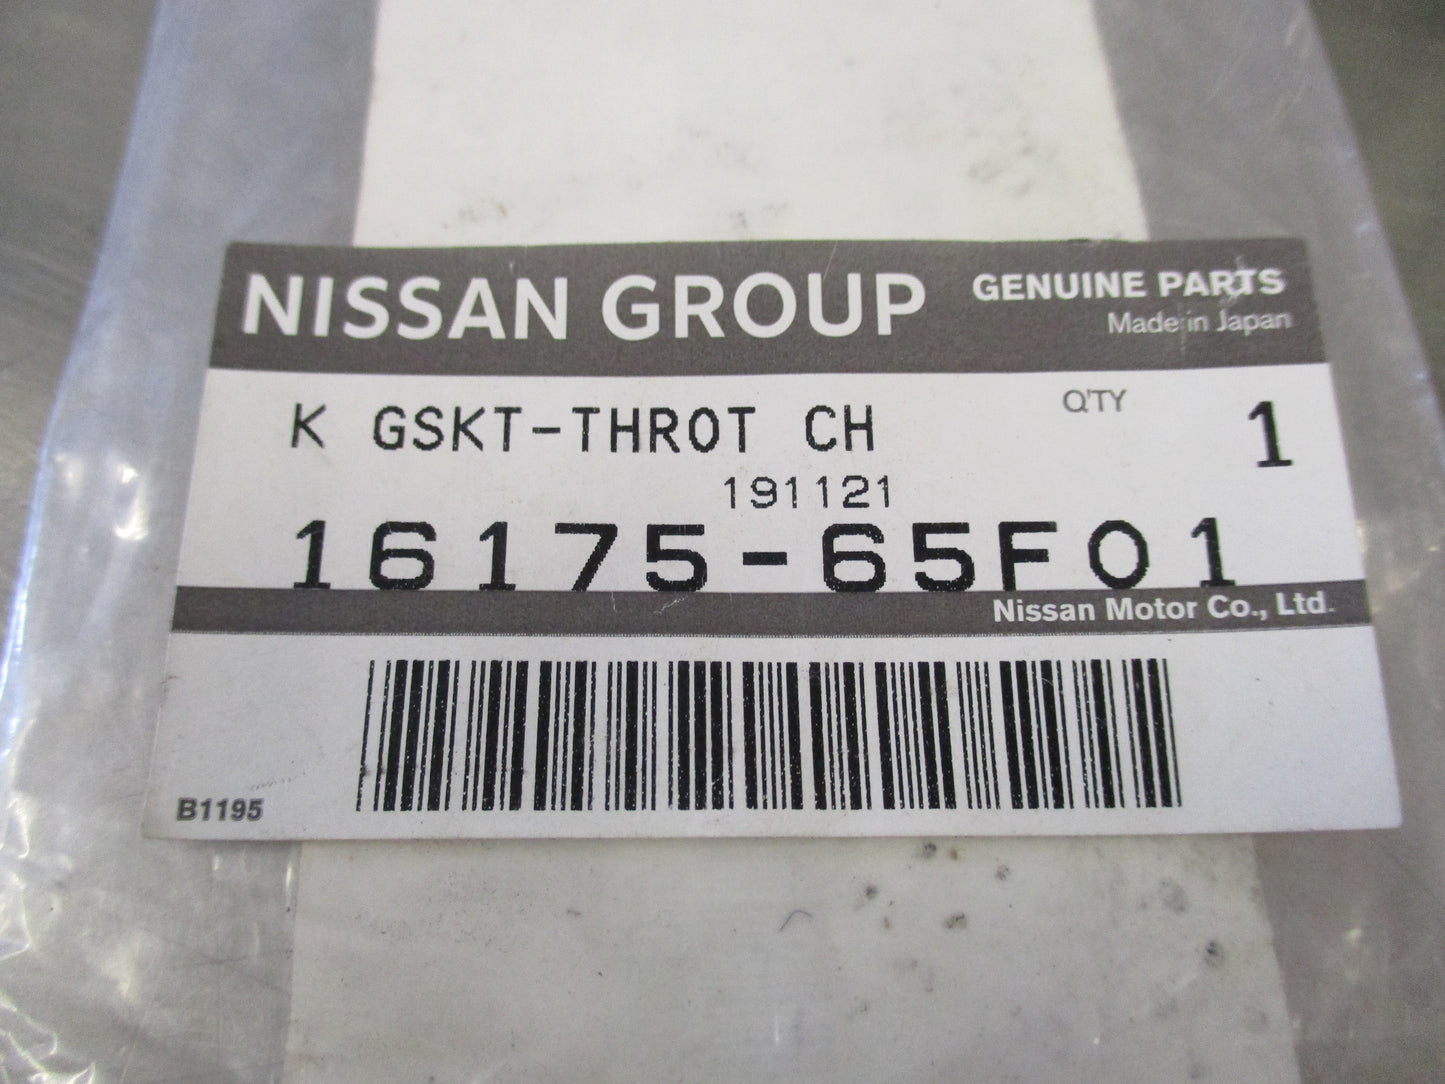 NISSAN GROUP GENUINE PARTS
Made in Japan
K GSKT-THROT CH Q'TY 1
191121
16175-65F01
Nissan Motor Co., Ltd.
B1195